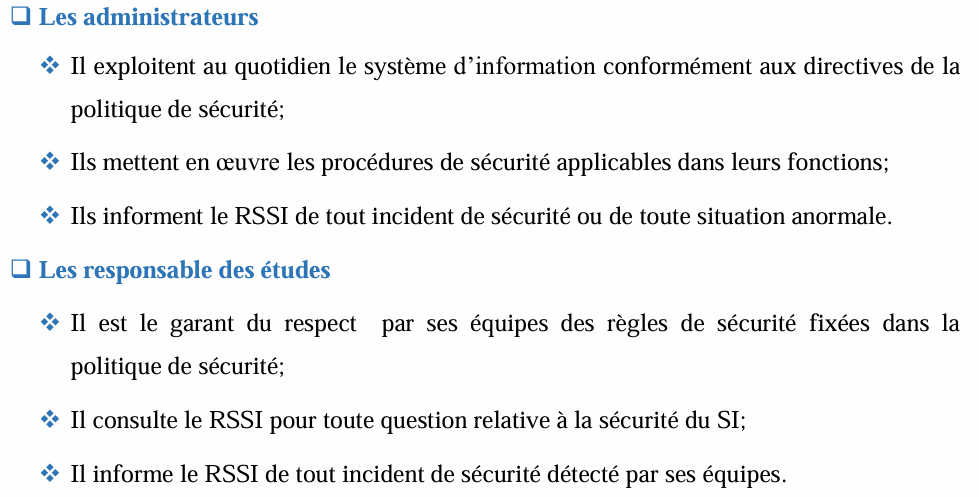 Les administrateurs
Il exploitent au quotidien le système d’information conformément aux directives de la
politique de sécurité;
Ils mettent en œuvre les procédures de sécurité applicables dans leurs fonctions;
Ils informent le RSSI de tout incident de sécurité ou de toute situation anormale.
Les responsable des études
Il est le garant du respect par ses équipes des règles de sécurité fixées dans la
politique de sécurité;
Il consulte le RSSI pour toute question relative à la sécurité du SI;
Il informe le RSSI de tout incident de sécurité détecté par ses équipes.